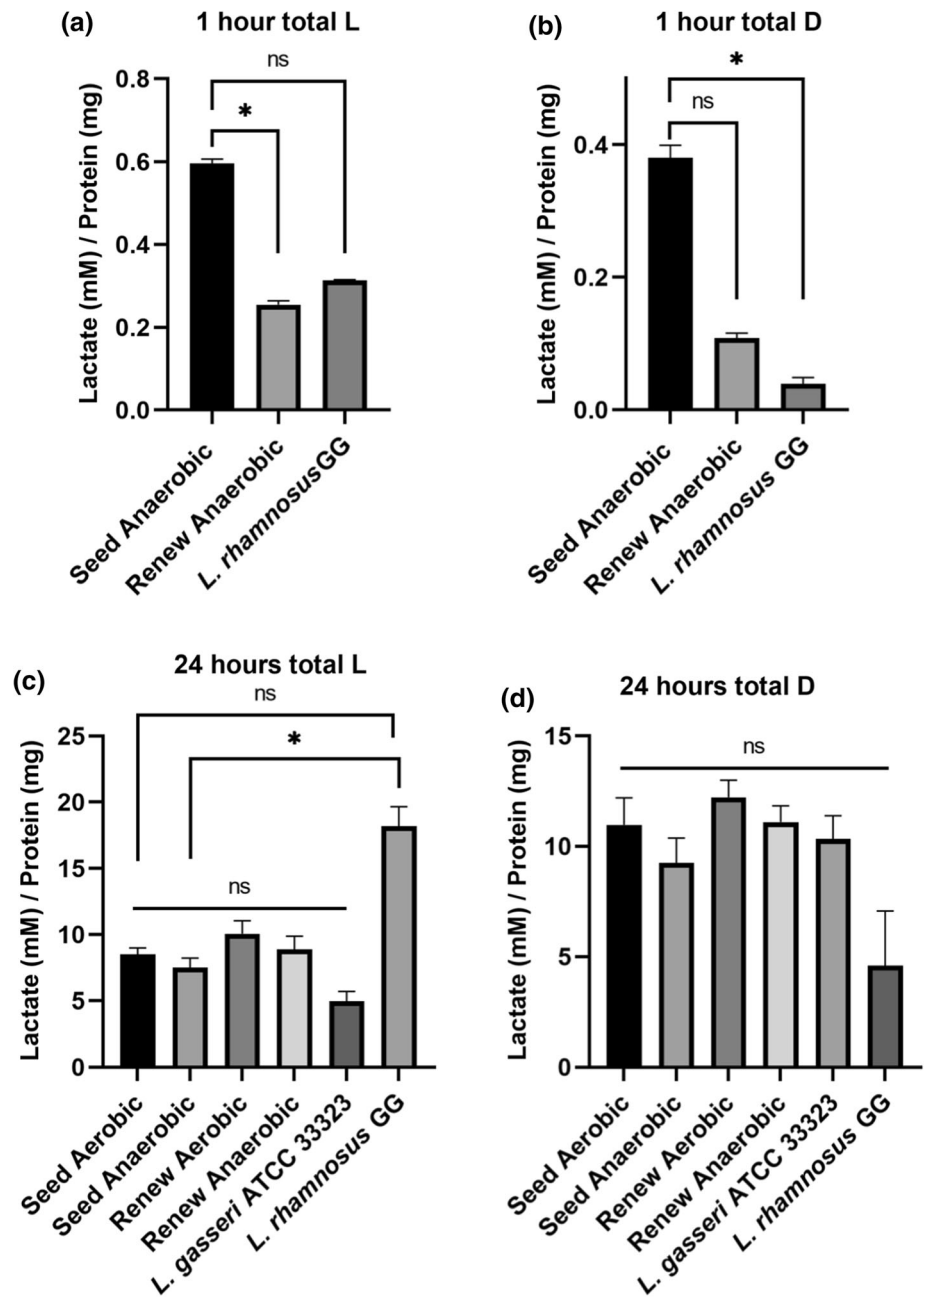 (a) 1 hour total L
ns
*
Lactate (mM) / Protein (mg)
0.8
0.6
0.4
0.2
0.0
Seed Anaerobic
Renew Anaerobic
L. rhamnosusGG
(b) 1 hour total D
*
ns
Lactate (mM) / Protein (mg)
0.4
0.2
0.0
Seed Anaerobic
Renew Anaerobic
L. rhamnosus GG
(c) 24 hours total L
ns
*
ns
Lactate (mM) / Protein (mg)
25
20
15
10
5
0
Seed Aerobic
Seed Anaerobic
Renew Aerobic
Renew Anaerobic
L. gasseri ATCC 33323
L. rhamnosus GG
(d) 24 hours total D
ns
Lactate (mM) / Protein (mg)
15
10
5
0
Seed Aerobic
Seed Anaerobic
Renew Aerobic
Renew Anaerobic
L. gasseri ATCC 33323
L. rhamnosus GG